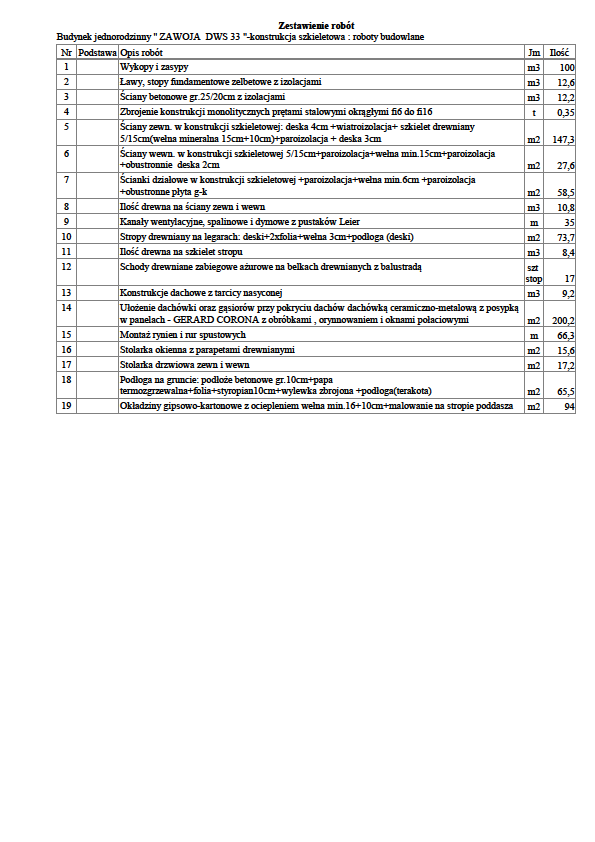 Zestawienie robót
Budynek jednorodzinny " ZAWOJA DWS 33 "-konstrukcja szkieletowa : roboty budowlane
Nr Podstawa Opis robót Jm Ilość
1 Wykopy i zasypy m3 100
2 Ławy, stopy fundamentowe żelbetowe z izolacjami m3 12,6
3 Ściany betonowe gr.25/20cm z izolacjami m3 12,2
4 Zbrojenie konstrukcji monolitycznych prętami stalowymi okrągłymi fi6 do fi16 t 0,35
5 Ściany zewn. w konstrukcji szkieletowej: deska 4cm +wiatroizolacja+ szkielet drewniany
5/15cm(wełna mineralna 15cm+10cm)+paroizolacja + deska 3cm m2 147,3
6 Ściany wewn. w konstrukcji szkieletowej 5/15cm+paroizolacja+wełna min.15cm+paroizolacja
+obustronnie deska 2cm m2 27,6
7 Ścianki działowe w konstrukcji szkieletowej +paroizolacja+wełna min.6cm +paroizolacja
+obustronne płyta g-k m2 58,5
8 Ilość drewna na ściany zewn i wewn m3 10,8
9 Kanały wentylacyjne, spalinowe i dymowe z pustaków Leier m 35
10 Stropy drewniany na legarach: deski+2xfolia+wełna 3cm+podłoga (deski) m2 73,7
11 Ilość drewna na szkielet stropu m3 8,4
12 Schody drewniane zabiegowe ażurowe na belkach drewnianych z balustradą szt
stop 17
13 Konstrukcje dachowe z tarcicy nasyconej m3 9,2
14 Ułożenie dachówki oraz gąsiorów przy pokryciu dachów dachówką ceramiczno-metalową z posypką
w panelach - GERARD CORONA z obróbkami , orynnowaniem i oknami połaciowymi m2 200,2
15 Montaż rynien i rur spustowych m 66,3
16 Stolarka okienna z parapetami drewnianymi m2 15,6
17 Stolarka drzwiowa zewn i wewn m2 17,2
18 Podłoga na gruncie: podłoże betonowe gr.10cm+papa
termozgrzewalna+folia+styropian10cm+wylewka zbrojona +podłoga(terakota) m2 65,5
19 Okładziny gipsowo-kartonowe z ociepleniem wełna min.16+10cm+malowanie na stropie poddasza m2 94